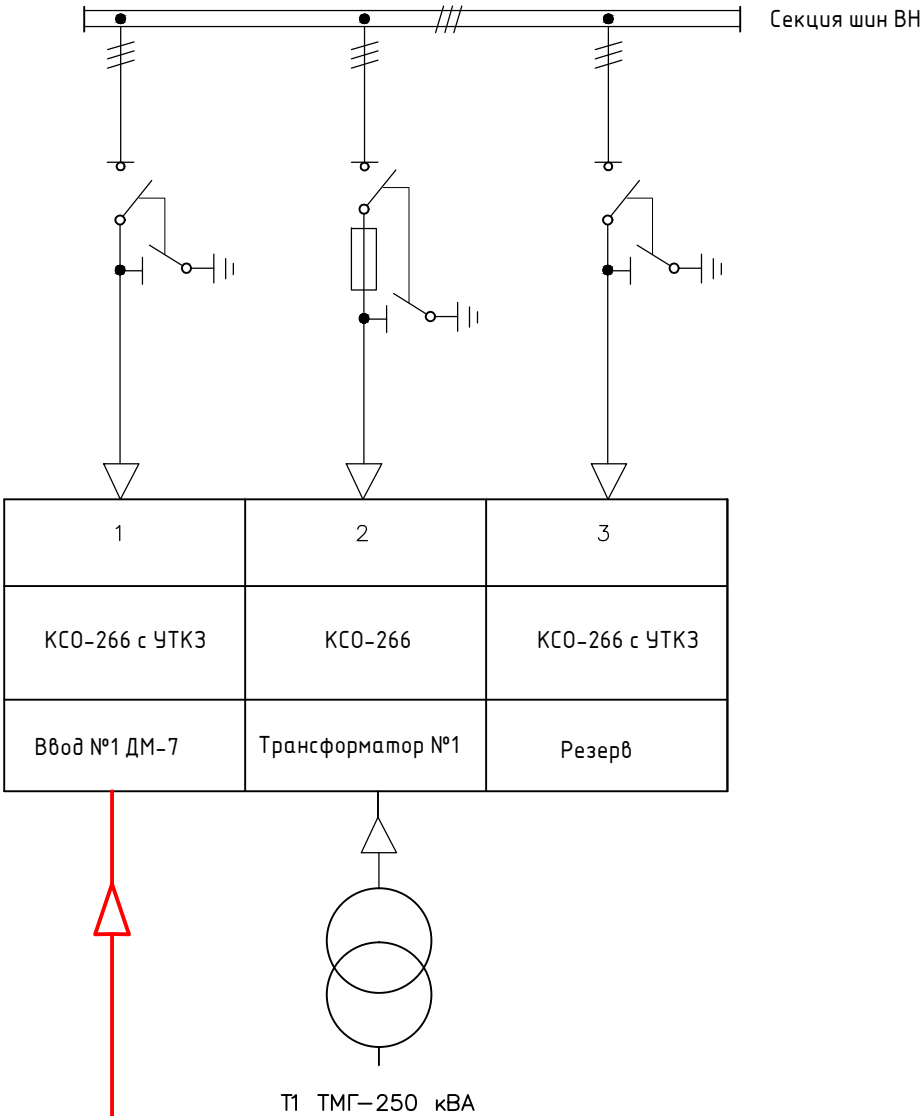 Секция шин ВН
1
2
3
КСО-266 с УТКЗ
КСО-266
КСО-266 с УТКЗ
Ввод №1 ДМ-7
Трансформатор №1
Резерв
Т1 ТМГ-250 кВА